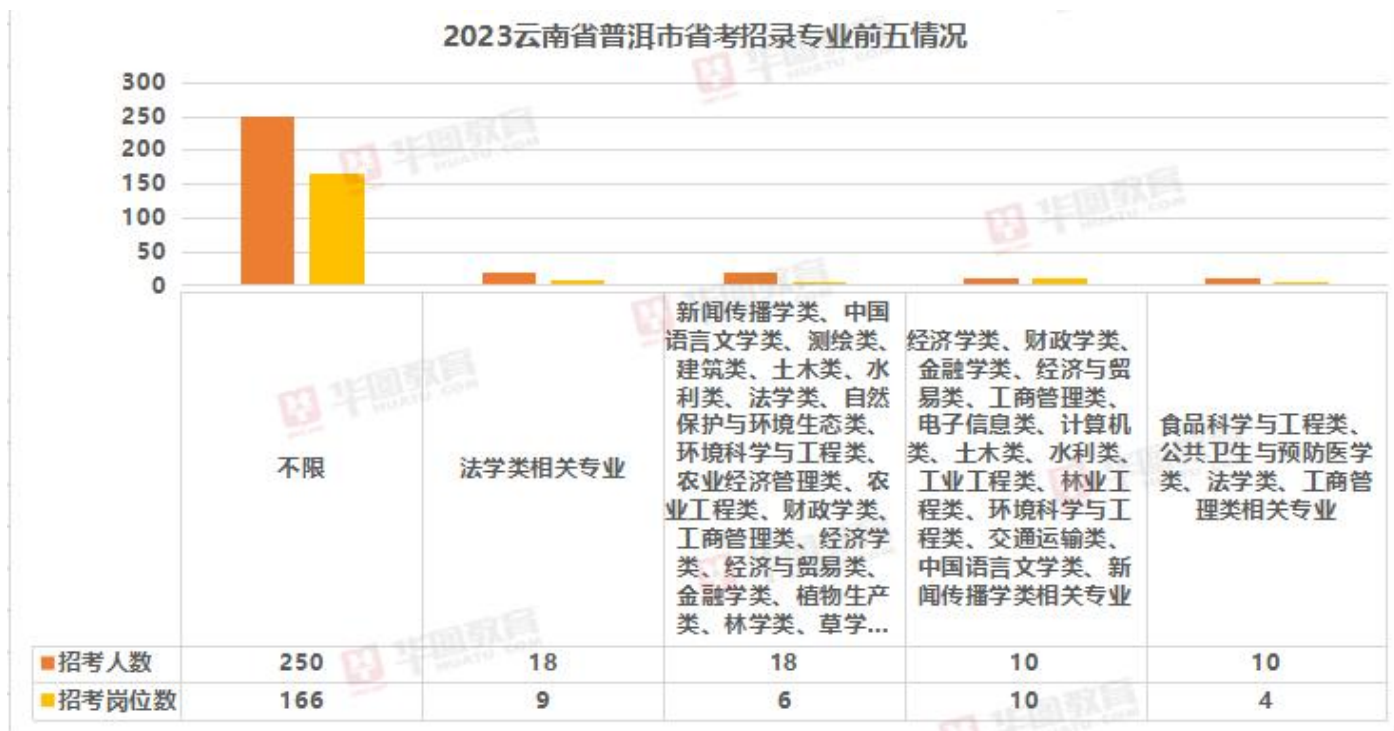 2023云南省普洱市省考招录专业前五情况
300
250
200
150
100
50
0
不限
法学类相关专业
新闻传播学类、中国
语言文学类、测绘类、
建筑类、土木类、水
利类、法学类、自然
保护与环境生态类、
环境科学与工程类、
农业经济管理类、农
业工程类、财政学类、
工商管理类、经济学
类、经济与贸易类、
金融学类、植物生产
类、林学类、草学...
经济学类、财政学类、
金融学类、经济与贸
易类、工商管理类、
电子信息类、计算机
类、土木类、水利类、
工业工程类、林业工
程类、环境科学与工
程类、交通运输类、
中国语言文学类、新
闻传播学类相关专业
食品科学与工程类、
公共卫生与预防医学
类、法学类、工商管
理类相关专业
招考人数 250 18 18 10 10
招考岗位数 166 9 6 10 4
华图教育
HUATU.COM